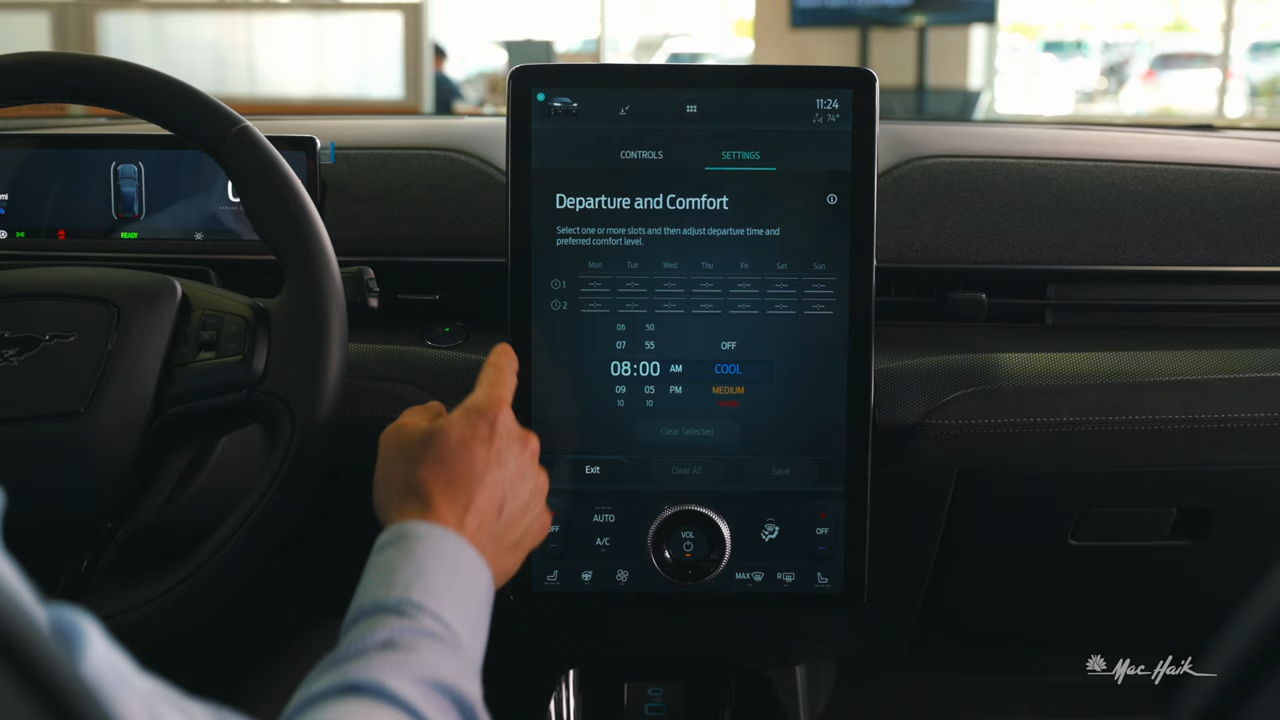 11:24
74°
CONTROLS SETTINGS
Departure and Comfort
Select one or more slots and then adjust departure time and
preferred comfort level.
Mon Tue Wed Thu Fri Sat Sun
1 --:-- --:-- --:-- --:-- --:-- --:-- --:--
2 --:-- --:-- --:-- --:-- --:-- --:-- --:--
06 50
07 55 OFF
08:00 AM COOL
09 05 PM MEDIUM
10 10
Clear Selected
Exit Clear All Save
AUTO
A/C
VOL
OFF
MAX R
mi
READY
Mac Haik